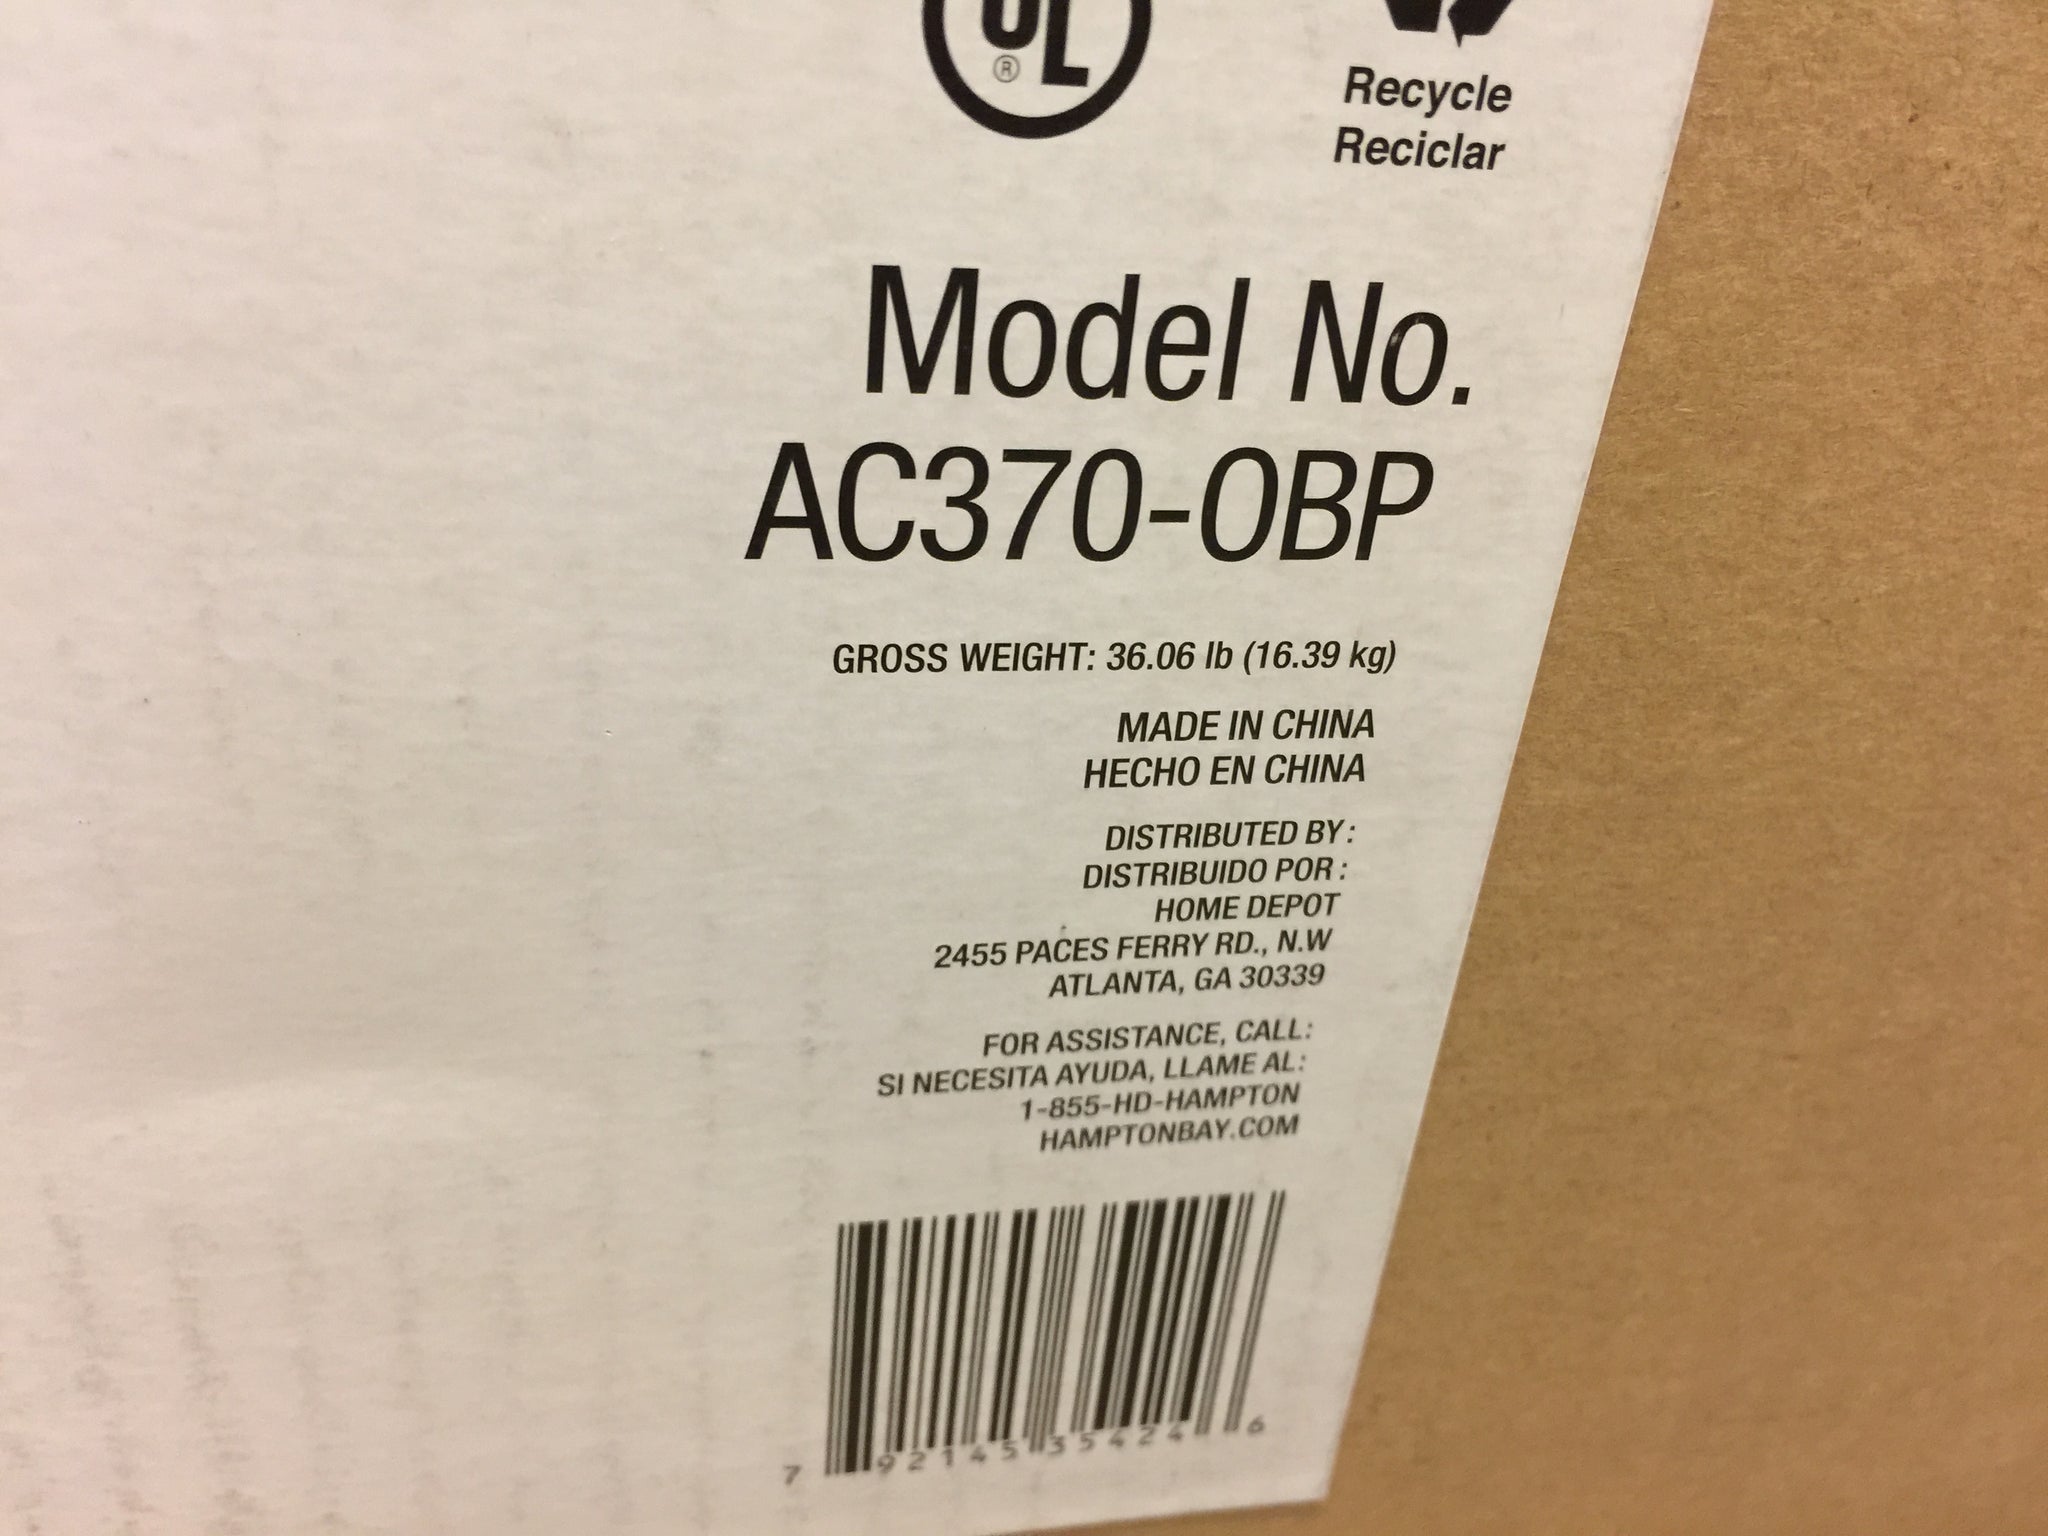 UL
®
Recycle
Reciclar
Model No.
AC370-OBP
GROSS WEIGHT: 36.06 lb (16.39 kg)
MADE IN CHINA
HECHO EN CHINA
DISTRIBUTED BY:
DISTRIBUIDO POR:
HOME DEPOT
2455 PACES FERRY RD., N.W
ATLANTA, GA 30339
FOR ASSISTANCE, CALL:
SI NECESITA AYUDA, LLAME AL:
1-855-HD-HAMPTON
HAMPTONBAY.COM
7 92145 35424 6